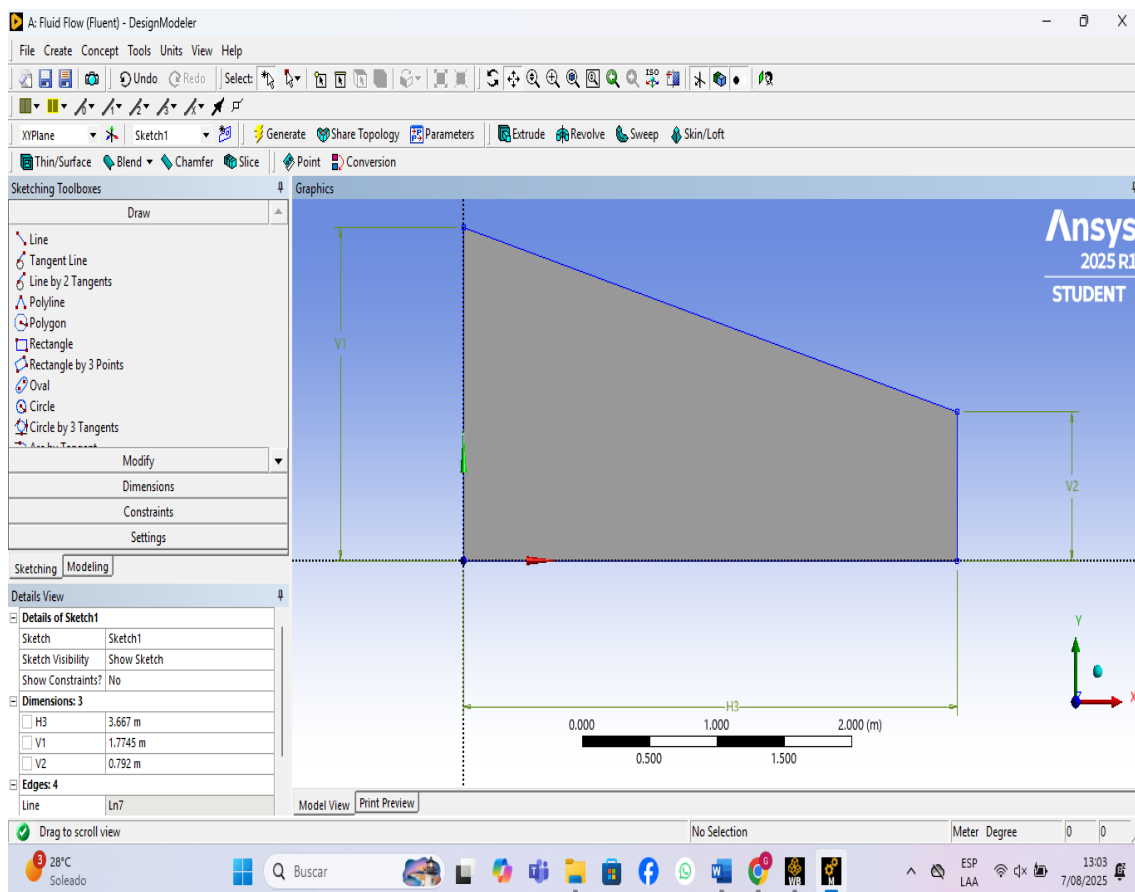 A: Fluid Flow (Fluent) - DesignModeler
File Create Concept Tools Units View Help
Undo Redo Select: ISO
XYPlane Sketch1 Generate Share Topology Parameters Extrude Revolve Sweep Skin/Loft
Thin/Surface Blend Chamfer Slice Point Conversion
Sketching Toolboxes
Draw
Line
Tangent Line
Line by 2 Tangents
Polyline
Polygon
Rectangle
Rectangle by 3 Points
Oval
Circle
Circle by 3 Tangents
Arc by Tangent
Modify
Dimensions
Constraints
Settings
Sketching Modeling
Details View
Details of Sketch1
Sketch Sketch1
Sketch Visibility Show Sketch
Show Constraints? No
Dimensions: 3
H3 3.667 m
V1 1.7745 m
V2 0.792 m
Edges: 4
Line Ln7
Graphics
Ansys
2025 R1
STUDENT
V1
V2
H3
0.000 1.000 2.000 (m)
0.500 1.500
Y
X
Model View Print Preview
Drag to scroll view No Selection Meter Degree 0 0
3
28°C
Soleado
Buscar
G
W
WB
M
ESP
LAA
13:03
7/08/2025